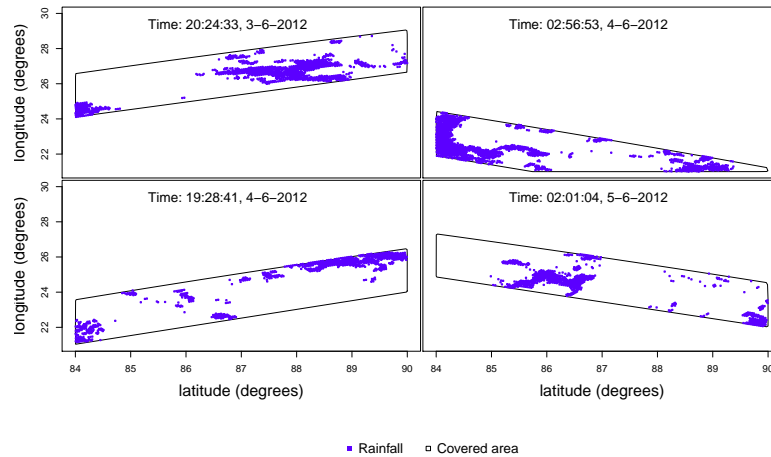 Time: 20:24:33, 3−6−2012
Time: 02:56:53, 4−6−2012
longitude (degrees)
22 24 26 28 30
Time: 19:28:41, 4−6−2012
Time: 02:01:04, 5−6−2012
longitude (degrees)
22 24 26 28 30
84 85 86 87 88 89 90
84 85 86 87 88 89 90
latitude (degrees)
latitude (degrees)
Rainfall
Covered area